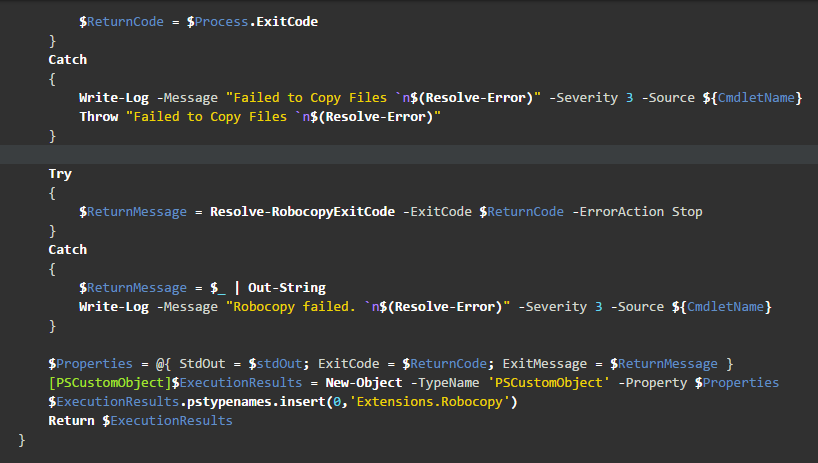 $ReturnCode = $Process.ExitCode
}
Catch
{
Write-Log -Message "Failed to Copy Files `n$(Resolve-Error)" -Severity 3 -Source ${CmdletName}
Throw "Failed to Copy Files `n$(Resolve-Error)"
}
Try
{
$ReturnMessage = Resolve-RobocopyExitCode -ExitCode $ReturnCode -ErrorAction Stop
}
Catch
{
$ReturnMessage = $_ | Out-String
Write-Log -Message "Robocopy failed. `n$(Resolve-Error)" -Severity 3 -Source ${CmdletName}
}
$Properties = @{ StdOut = $stdOut; ExitCode = $ReturnCode; ExitMessage = $ReturnMessage }
[PSCustomObject]$ExecutionResults = New-Object -TypeName 'PSCustomObject' -Property $Properties
$ExecutionResults.pstypenames.insert(0,'Extensions.Robocopy')
Return $ExecutionResults
}